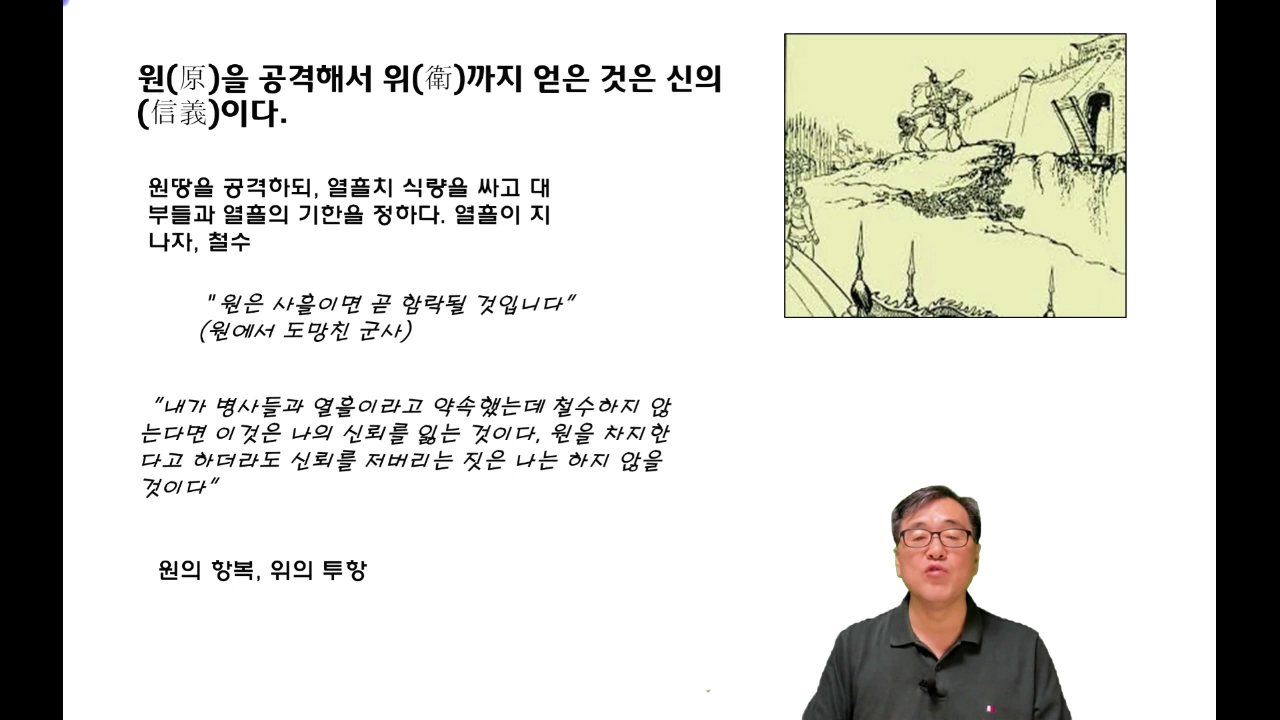 원(原)을 공격해서 위(衛)까지 얻은 것은 신의
(信義)이다.
원땅을 공격하되, 열흘치 식량을 싸고 대
부들과 열흘의 기한을 정하다. 열흘이 지
나자, 철수
"원은 사흘이면 곧 함락될 것입니다”
(원에서 도망친 군사)
“내가 병사들과 열흘이라고 약속했는데 철수하지 않
는다면 이것은 나의 신뢰를 잃는 것이다, 원을 차지한
다고 하더라도 신뢰를 저버리는 짓은 나는 하지 않을
것이다”
원의 항복, 위의 투항